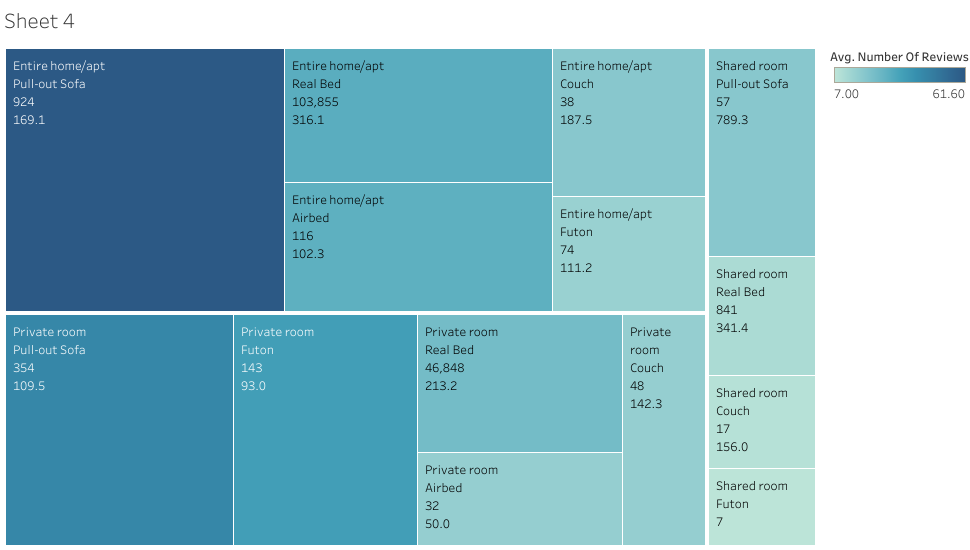 Sheet 4
Entire home/apt
Pull-out Sofa
924
169.1
Entire home/apt
Real Bed
103,855
316.1
Entire home/apt
Airbed
116
102.3
Entire home/apt
Couch
38
187.5
Entire home/apt
Futon
74
111.2
Private room
Pull-out Sofa
354
109.5
Private room
Futon
143
93.0
Private room
Real Bed
46,848
213.2
Private room
Airbed
32
50.0
Private
room
Couch
48
142.3
Shared room
Pull-out Sofa
57
789.3
Shared room
Real Bed
841
341.4
Shared room
Couch
17
156.0
Shared room
Futon
7
Avg. Number Of Reviews
7.00 61.60